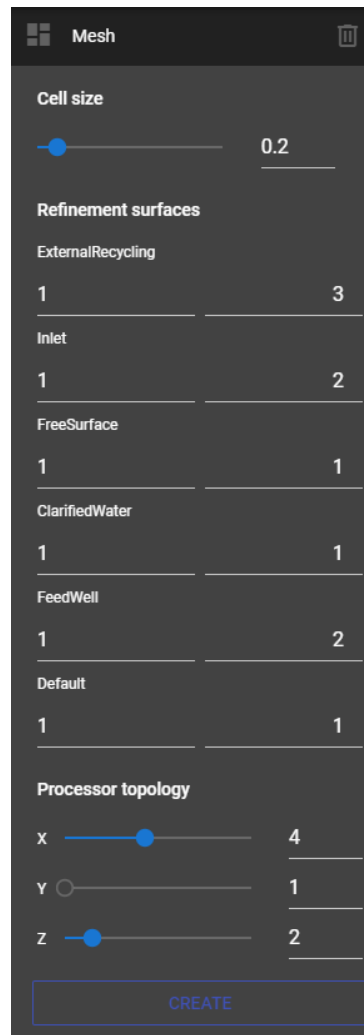 Mesh
Cell size
0.2
Refinement surfaces
ExternalRecycling
1 3
Inlet
1 2
FreeSurface
1 1
ClarifiedWater
1 1
FeedWell
1 2
Default
1 1
Processor topology
X 4
Y 1
Z 2
CREATE